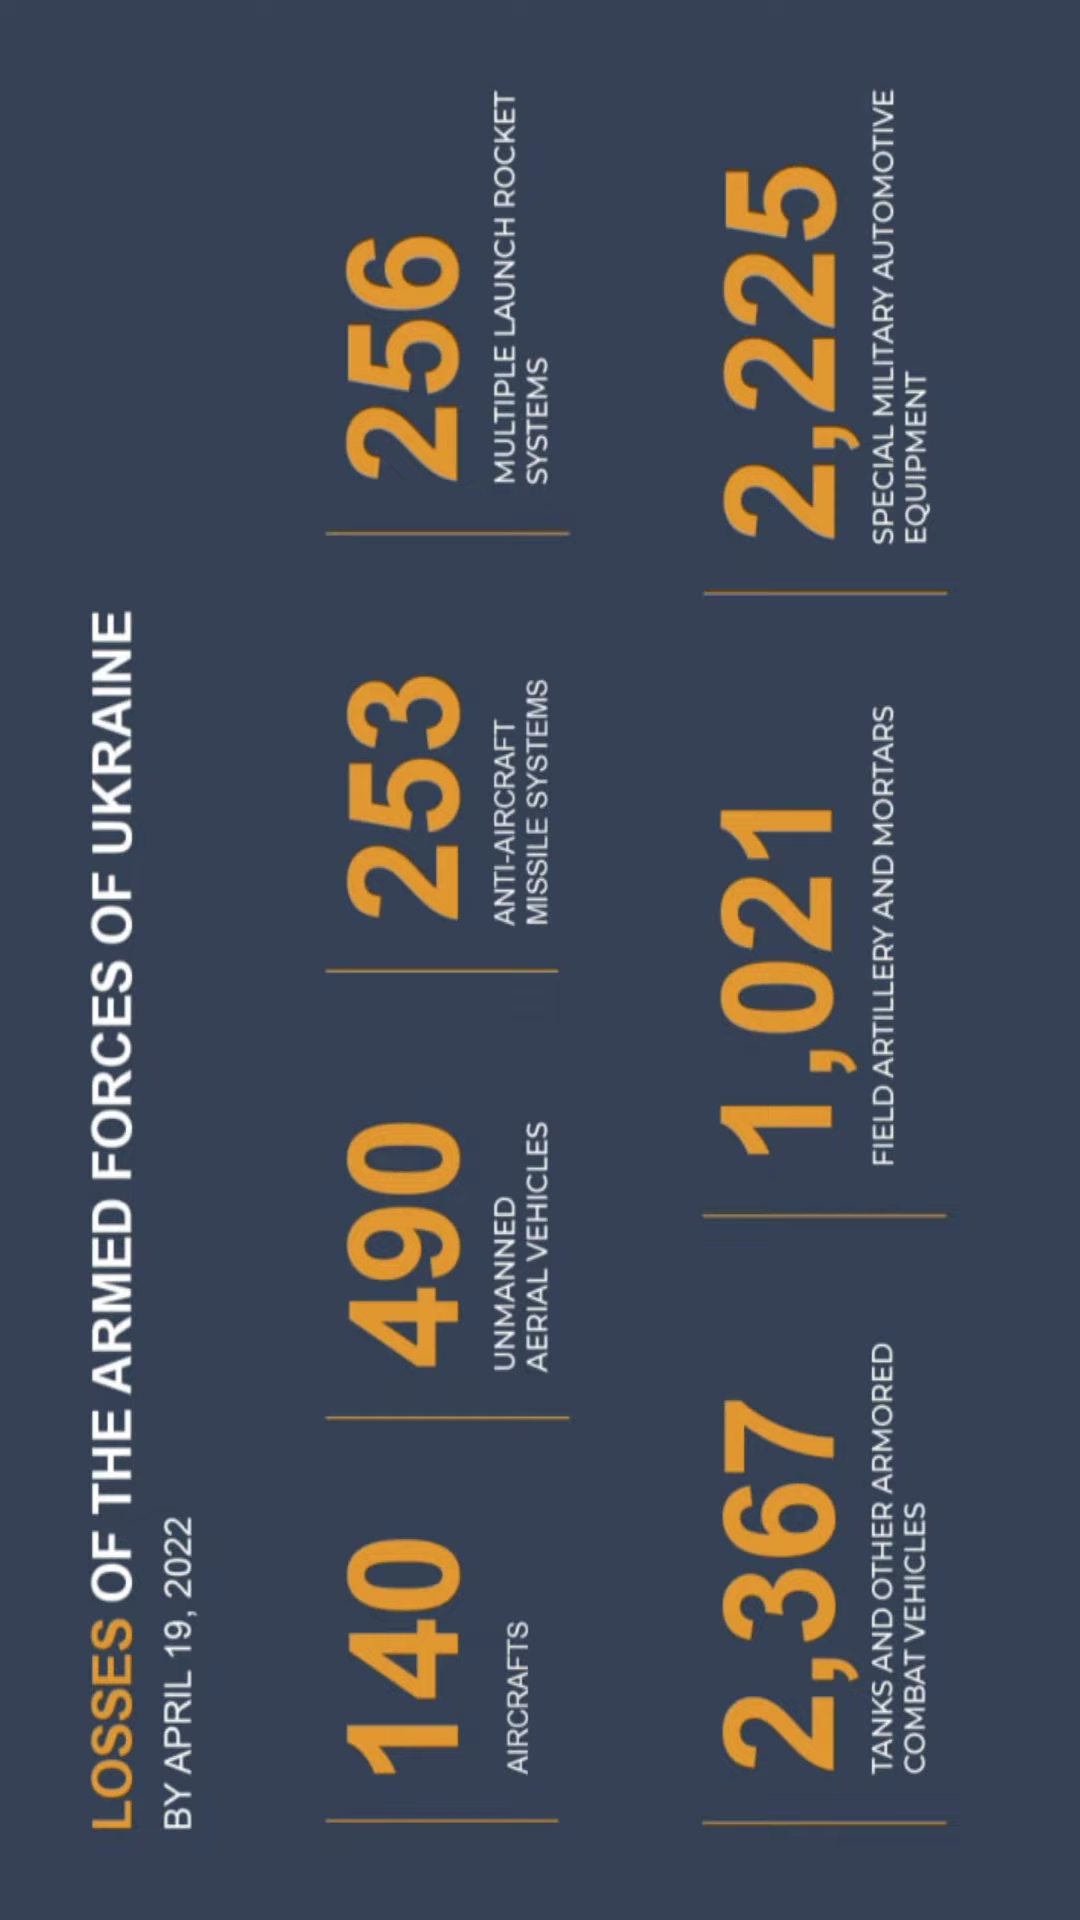 LOSSES OF THE ARMED FORCES OF UKRAINE
BY APRIL 19, 2022
140
AIRCRAFTS
490
UNMANNED
AERIAL VEHICLES
253
ANTI-AIRCRAFT
MISSILE SYSTEMS
256
MULTIPLE LAUNCH ROCKET
SYSTEMS
2,367
TANKS AND OTHER ARMORED
COMBAT VEHICLES
1,021
FIELD ARTILLERY AND MORTARS
2,225
SPECIAL MILITARY AUTOMOTIVE
EQUIPMENT